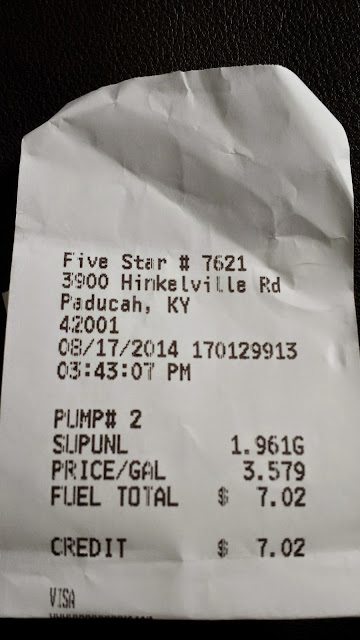 Five Star # 7621
3900 Hinkelville Rd
Paducah, KY
42001
08/17/2014 170129913
03:43:07 PM
PUMP# 2
SUPUNL 1.961G
PRICE/GAL 3.579
FUEL TOTAL $ 7.02
CREDIT $ 7.02
VISA